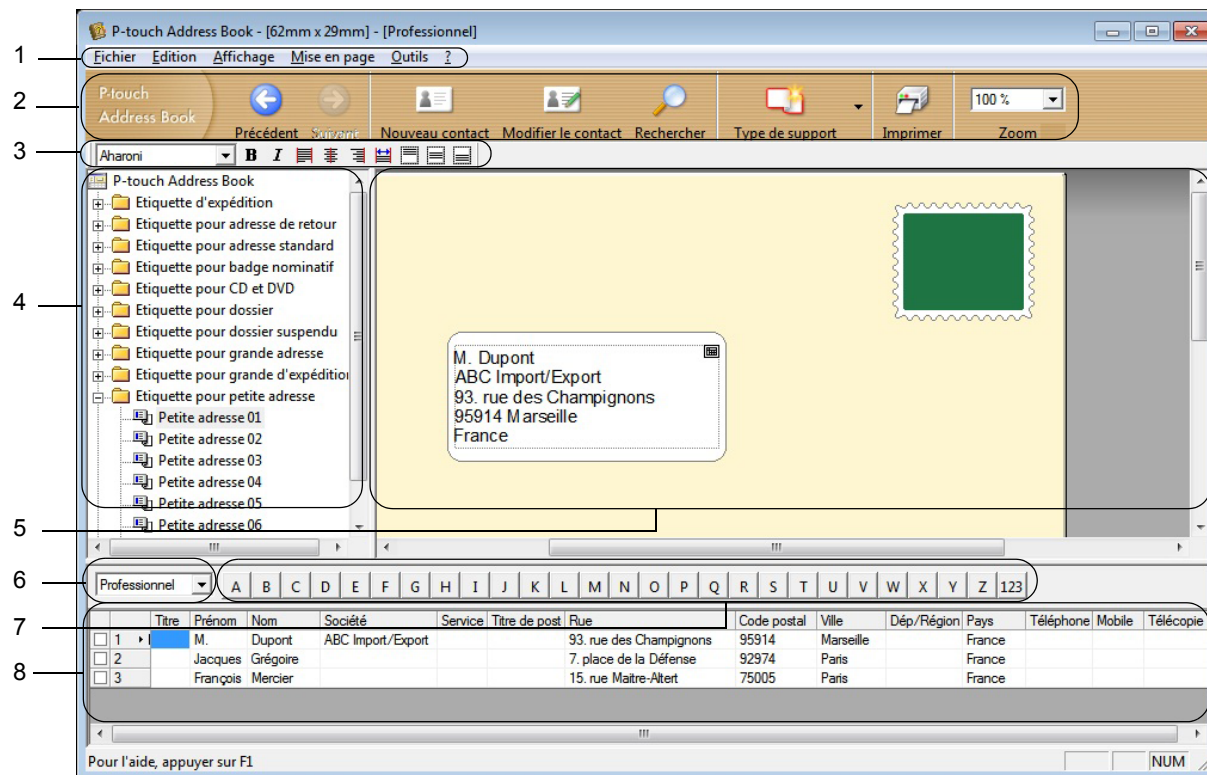 P-touch Address Book - [62mm x 29mm] - [Professionnel]
1
Fichier Edition Affichage Mise en page Outils ?
2
P-touch
Address Book
100 %
Précédent Suivant Nouveau contact Modifier le contact Rechercher Type de support Imprimer Zoom
3
Aharoni B I
P-touch Address Book
Etiquette d'expédition
Etiquette pour adresse de retour
Etiquette pour adresse standard
Etiquette pour badge nominatif
Etiquette pour CD et DVD
4
Etiquette pour dossier
Etiquette pour dossier suspendu
Etiquette pour grande adresse
Etiquette pour grande d'expéditio
Etiquette pour petite adresse
Petite adresse 01
Petite adresse 02
Petite adresse 03
Petite adresse 04
Petite adresse 05
Petite adresse 06
M. Dupont
ABC Import/Export
93. rue des Champignons
95914 Marseille
France
5
6
Professionnel
A B C D E F G H I J K L M N O P Q R S T U V W X Y Z 123
7
Titre Prénom Nom Société Service Titre de post Rue Code postal Ville Dép/Région Pays Téléphone Mobile Télécopie
1 M. Dupont ABC Import/Export 93. rue des Champignons 95914 Marseille France
2 Jacques Grégoire 7. place de la Défense 92974 Paris France
8
3 François Mercier 15. rue Maitre-Altert 75005 Paris France
Pour l'aide, appuyer sur F1
NUM